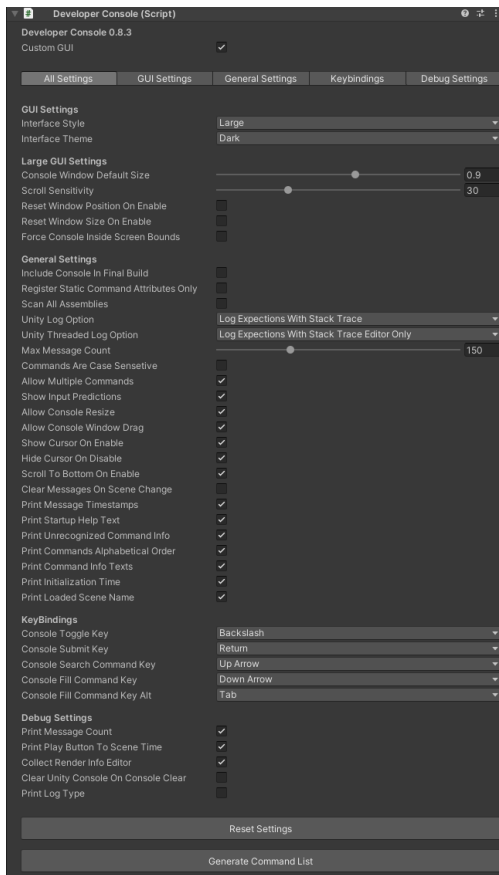 Developer Console (Script)
Developer Console 0.8.3
Custom GUI
All Settings GUI Settings General Settings Keybindings Debug Settings
GUI Settings
Interface Style Large
Interface Theme Dark
Large GUI Settings
Console Window Default Size 0.9
Scroll Sensitivity 30
Reset Window Position On Enable
Reset Window Size On Enable
Force Console Inside Screen Bounds
General Settings
Include Console In Final Build
Register Static Command Attributes Only
Scan All Assemblies
Unity Log Option Log Expections With Stack Trace
Unity Threaded Log Option Log Expections With Stack Trace Editor Only
Max Message Count 150
Commands Are Case Sensetive
Allow Multiple Commands
Show Input Predictions
Allow Console Resize
Allow Console Window Drag
Show Cursor On Enable
Hide Cursor On Disable
Scroll To Bottom On Enable
Clear Messages On Scene Change
Print Message Timestamps
Print Startup Help Text
Print Unrecognized Command Info
Print Commands Alphabetical Order
Print Command Info Texts
Print Initialization Time
Print Loaded Scene Name
KeyBindings
Console Toggle Key Backslash
Console Submit Key Return
Console Search Command Key Up Arrow
Console Fill Command Key Down Arrow
Console Fill Command Key Alt Tab
Debug Settings
Print Message Count
Print Play Button To Scene Time
Collect Render Info Editor
Clear Unity Console On Console Clear
Print Log Type
Reset Settings
Generate Command List